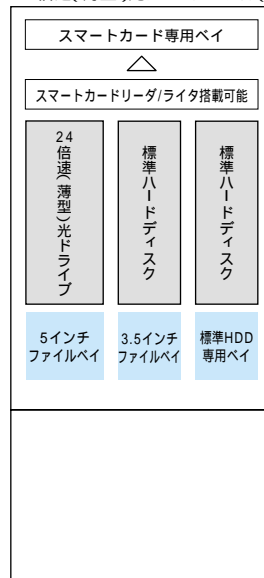 スマートカード専用ベイ
スマートカードリーダ/ライタ搭載可能
24倍速(薄型)光ドライブ
標準ハードディスク
標準ハードディスク
5インチ
ファイルベイ
3.5インチ
ファイルベイ
標準HDD
専用ベイ